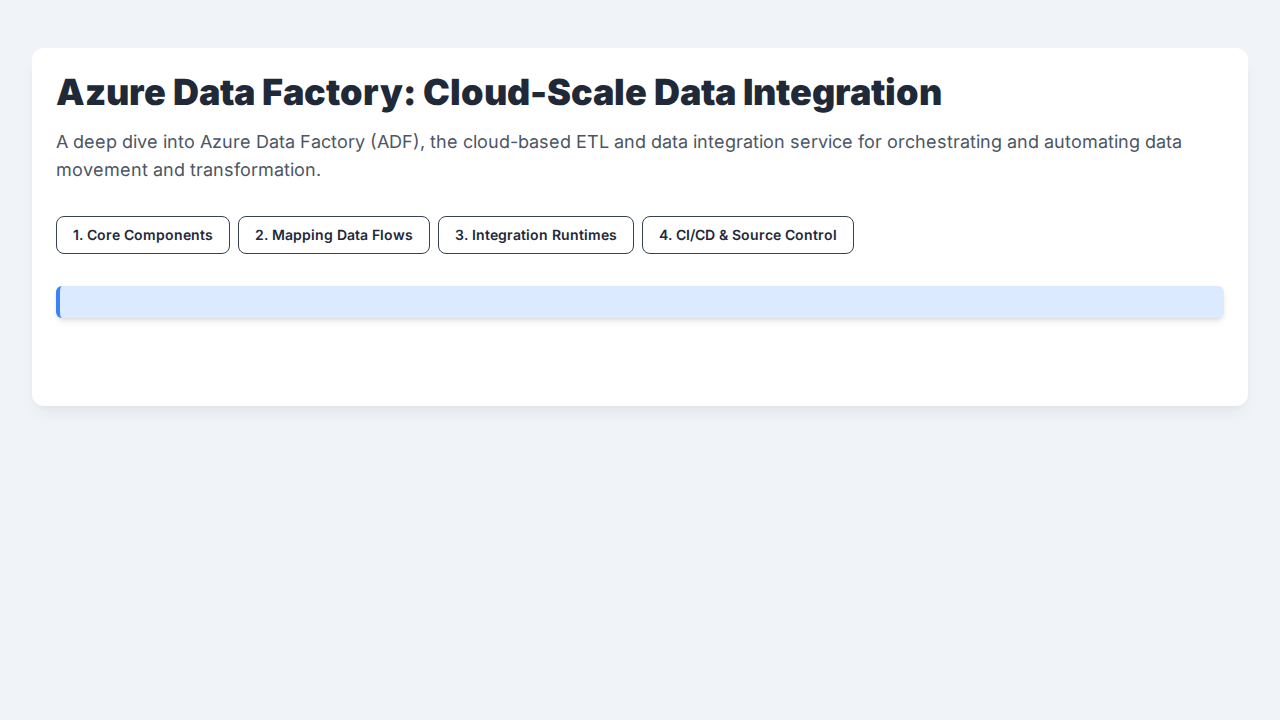 Azure Data Factory: Cloud-Scale Data Integration
A deep dive into Azure Data Factory (ADF), the cloud-based ETL and data integration service for orchestrating and automating data
movement and transformation.
1. Core Components
2. Mapping Data Flows
3. Integration Runtimes
4. CI/CD & Source Control